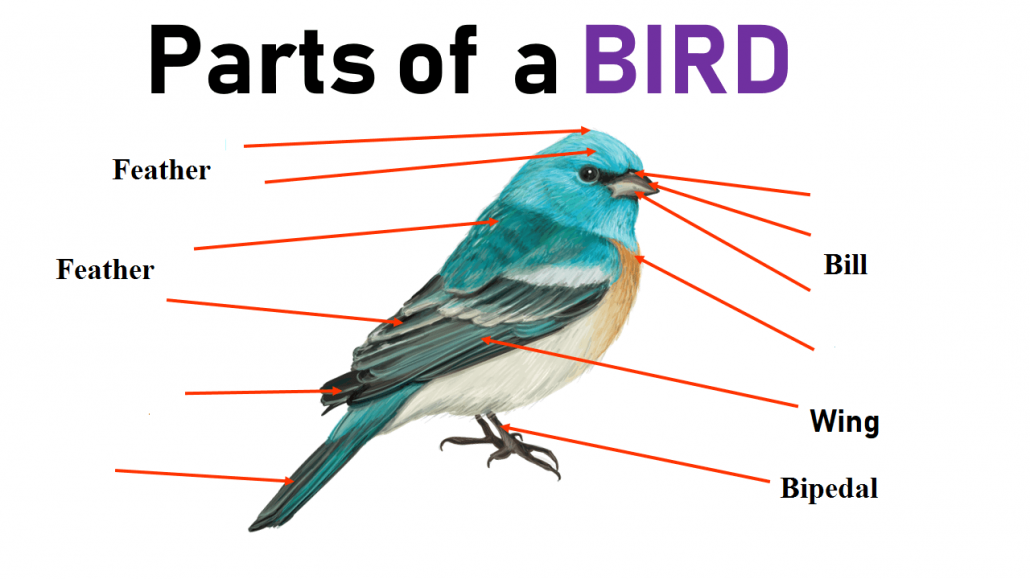 Parts of a BIRD
Feather
Feather
Bill
Wing
Bipedal